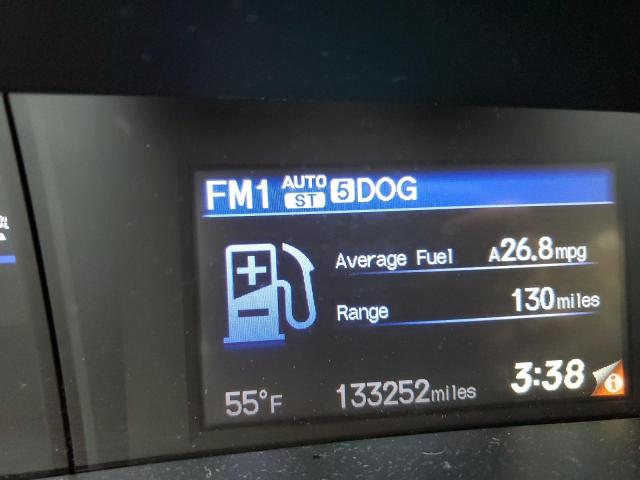 FM1 AUTO ST 5 DOG
Average Fuel A26.8mpg
Range 130miles
55°F 133252miles 3:38 i